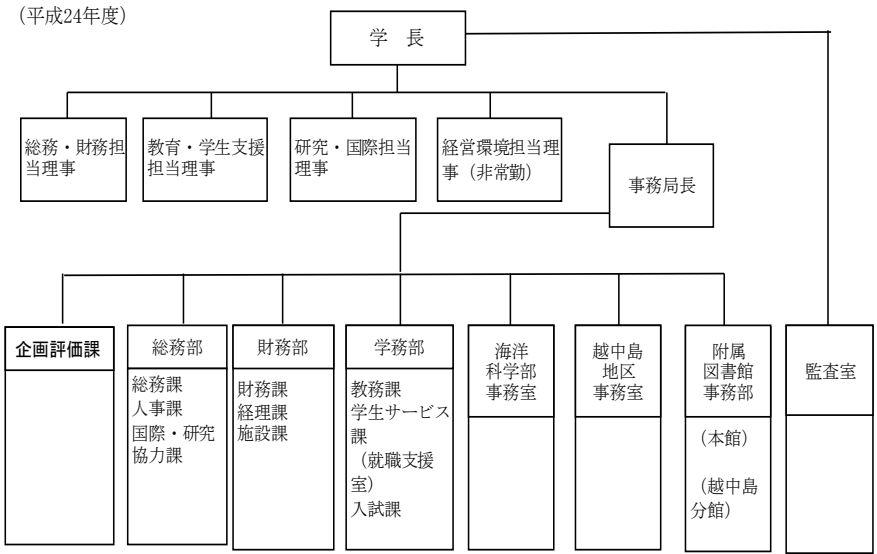 （平成24年度）
学　長
総務・財務担
当理事
教育・学生支援
担当理事
研究・国際担当
理事
経営環境担当理
事（非常勤）
事務局長
企画評価課
総務部
総務課
人事課
国際・研究
協力課
財務部
財務課
経理課
施設課
学務部
教務課
学生サービス
課
（就職支援
室）
入試課
海洋
科学部
事務室
越中島
地区
事務室
附属
図書館
事務部
（本館）
（越中島
分館）
監査室